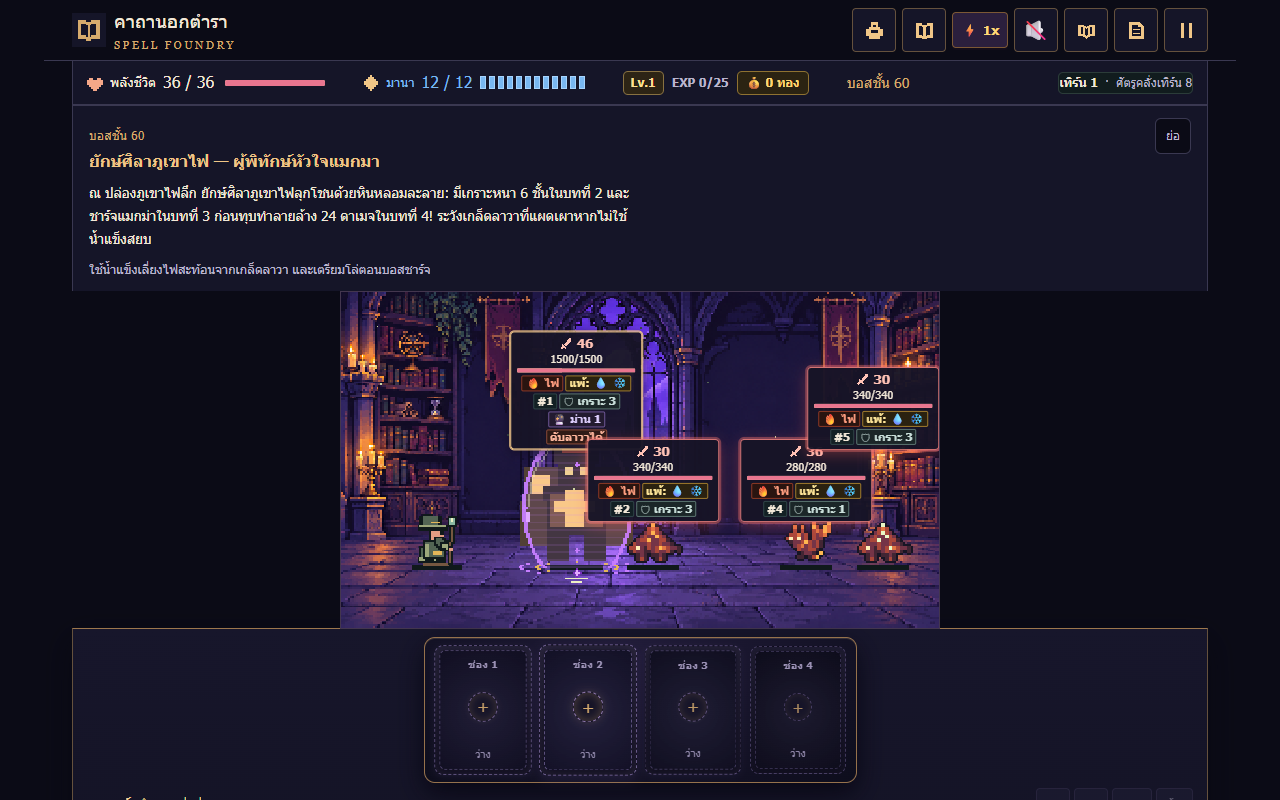 คาถานอกตำรา
SPELL FOUNDRY
1x
พลังชีวิต 36 / 36
มานา 12 / 12
Lv.1
EXP 0/25
0 ทอง
บอสชั้น 60
เทิร์น 1 · ศัตรูคลั่งเทิร์น 8
บอสชั้น 60
ย่อ
ยักษ์ศิลาภูเขาไฟ — ผู้พิทักษ์หัวใจแมกมา
ณ ปล่องภูเขาไฟลึก ยักษ์ศิลาภูเขาไฟลุกโชนด้วยหินหลอมละลาย: มีเกราะหนา 6 ชั้นในบทที่ 2 และ
ชาร์จแมกม่าในบทที่ 3 ก่อนทุบทำลายล้าง 24 ดาเมจในบทที่ 4! ระวังเกล็ดลาวาที่แผดเผาหากไม่ใช้
น้ำแข็งสยบ
ใช้น้ำแข็งเลี่ยงไฟสะท้อนจากเกล็ดลาวา และเตรียมโล่ตอนบอสชาร์จ
46
1500/1500
ไฟ แพ้:
#1 เกราะ 3
ม่าน 1
ดับลาวาได้
30
340/340
ไฟ แพ้:
#2 เกราะ 3
36
280/280
ไฟ แพ้:
#4 เกราะ 1
30
340/340
ไฟ แพ้:
#5 เกราะ 3
ช่อง 1
ช่อง 2
ช่อง 3
ช่อง 4
+
+
+
+
ว่าง
ว่าง
ว่าง
ว่าง